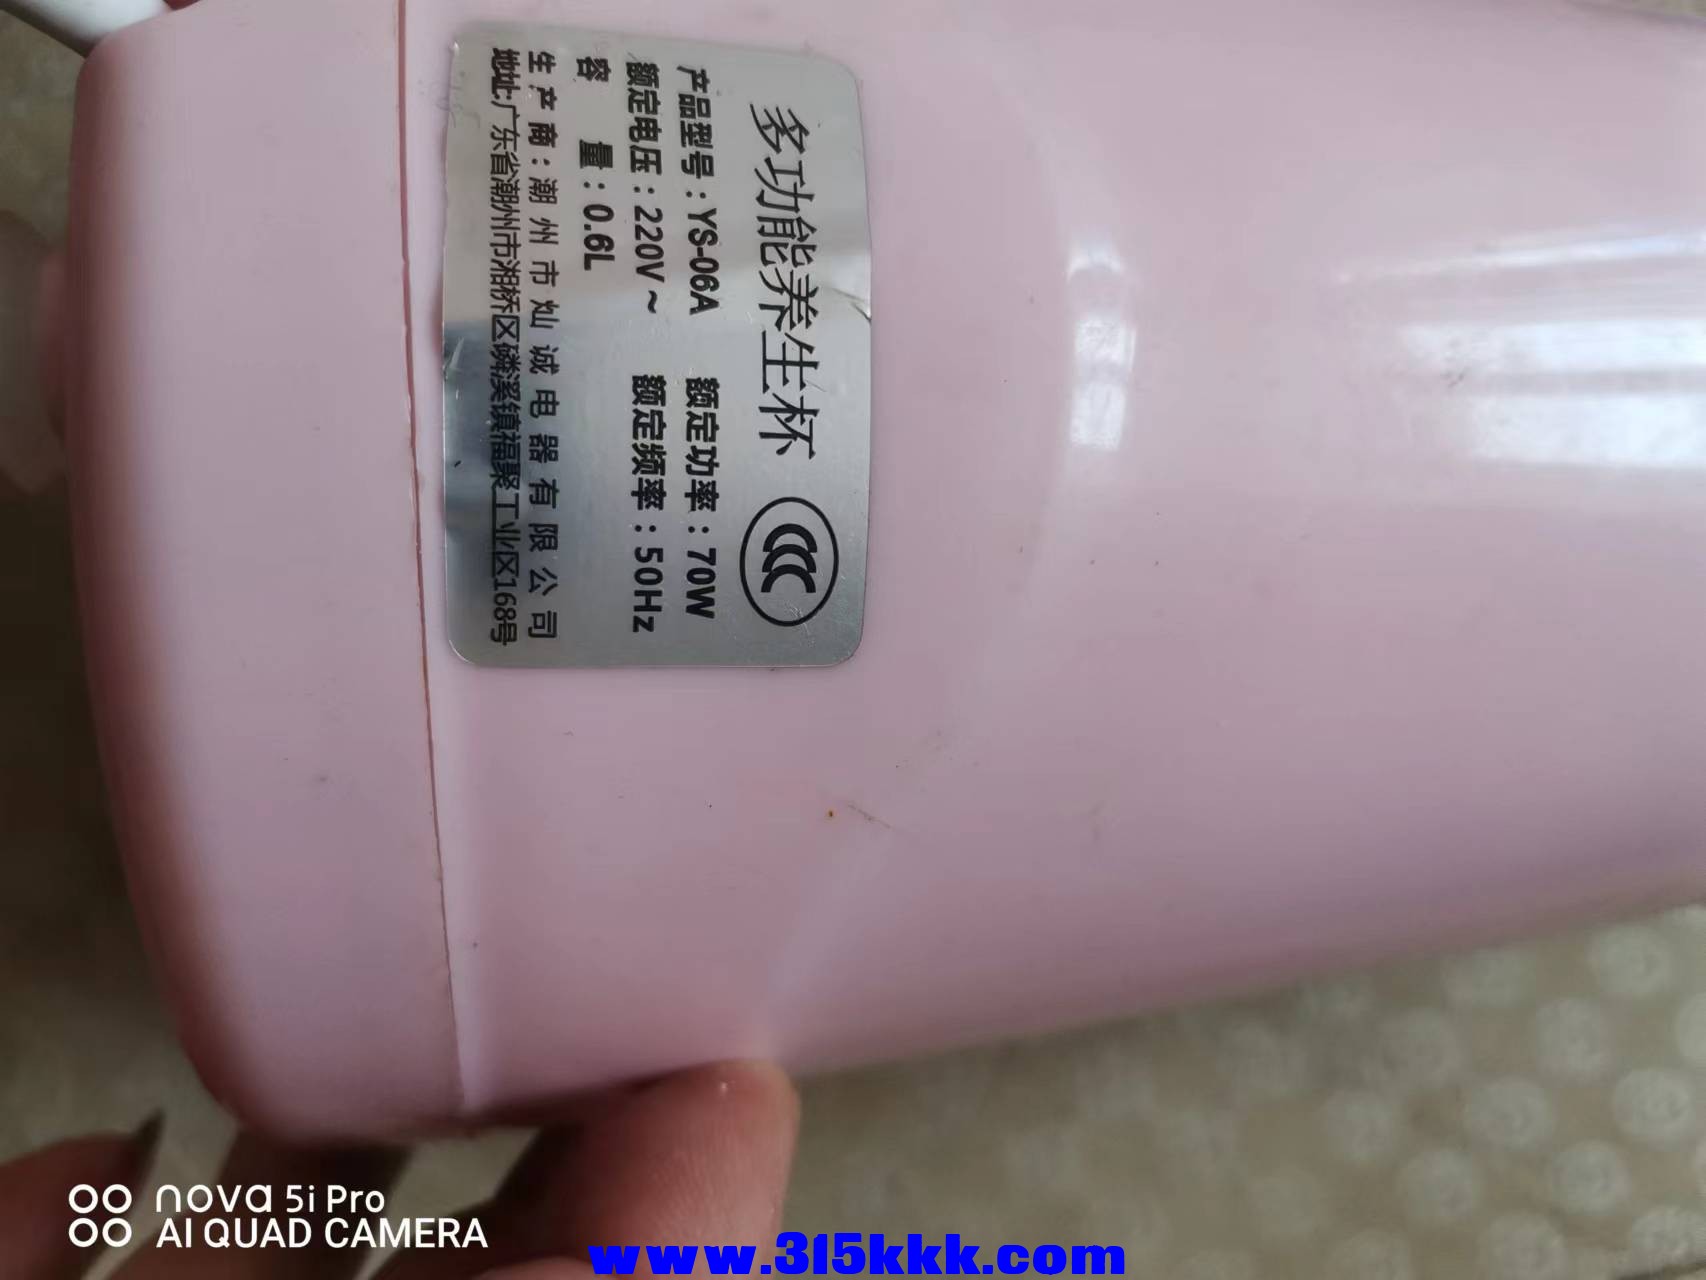 多功能养生杯
产品型号:YS-06A 额定功率:70W
额定电压:220V~ 额定频率:50Hz
容 量:0.6L
生产商:潮州市灿诚电器有限公司
地址:广东省潮州市湘桥区磷溪镇福聚工业区168号
nova 5i Pro
AI QUAD CAMERA
www.315kkk.com